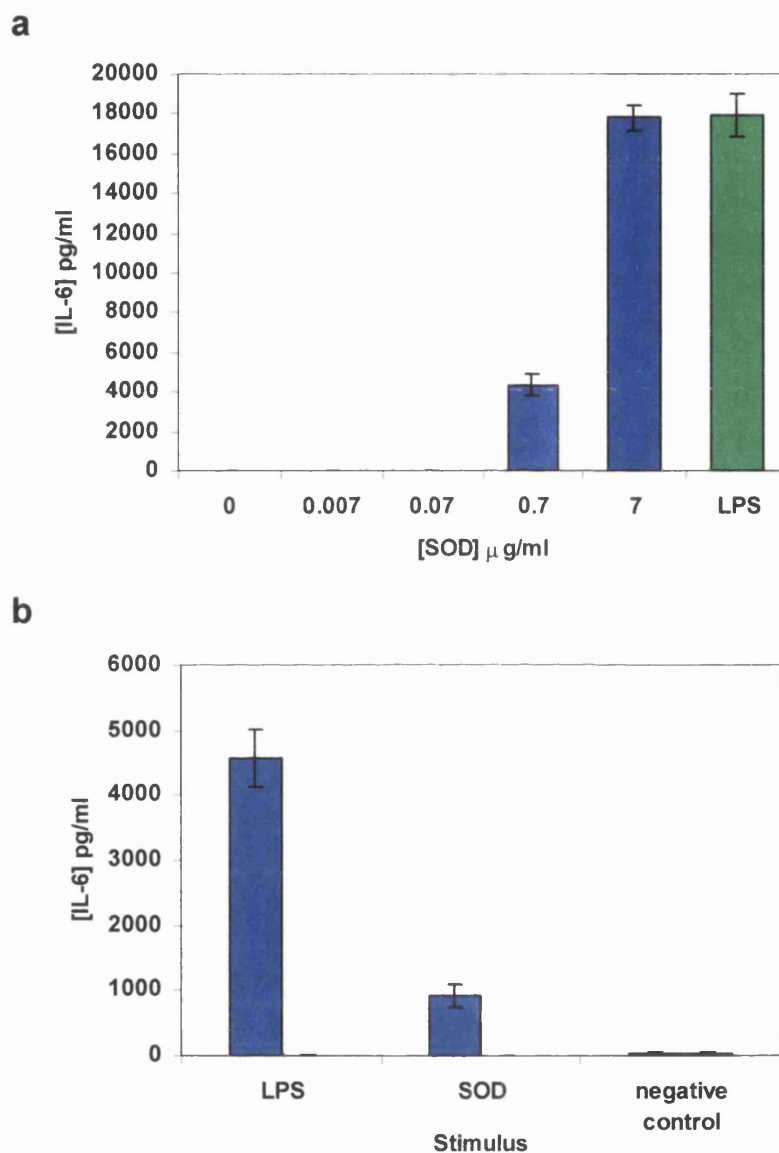 a
20000
18000
16000
14000
12000
10000
8000
6000
4000
2000
0
[IL-6] pg/ml
0 0.007 0.07 0.7 7 LPS
[SOD] μ g/ml
b
6000
5000
4000
3000
2000
1000
0
[IL-6] pg/ml
LPS SOD negative
control
Stimulus